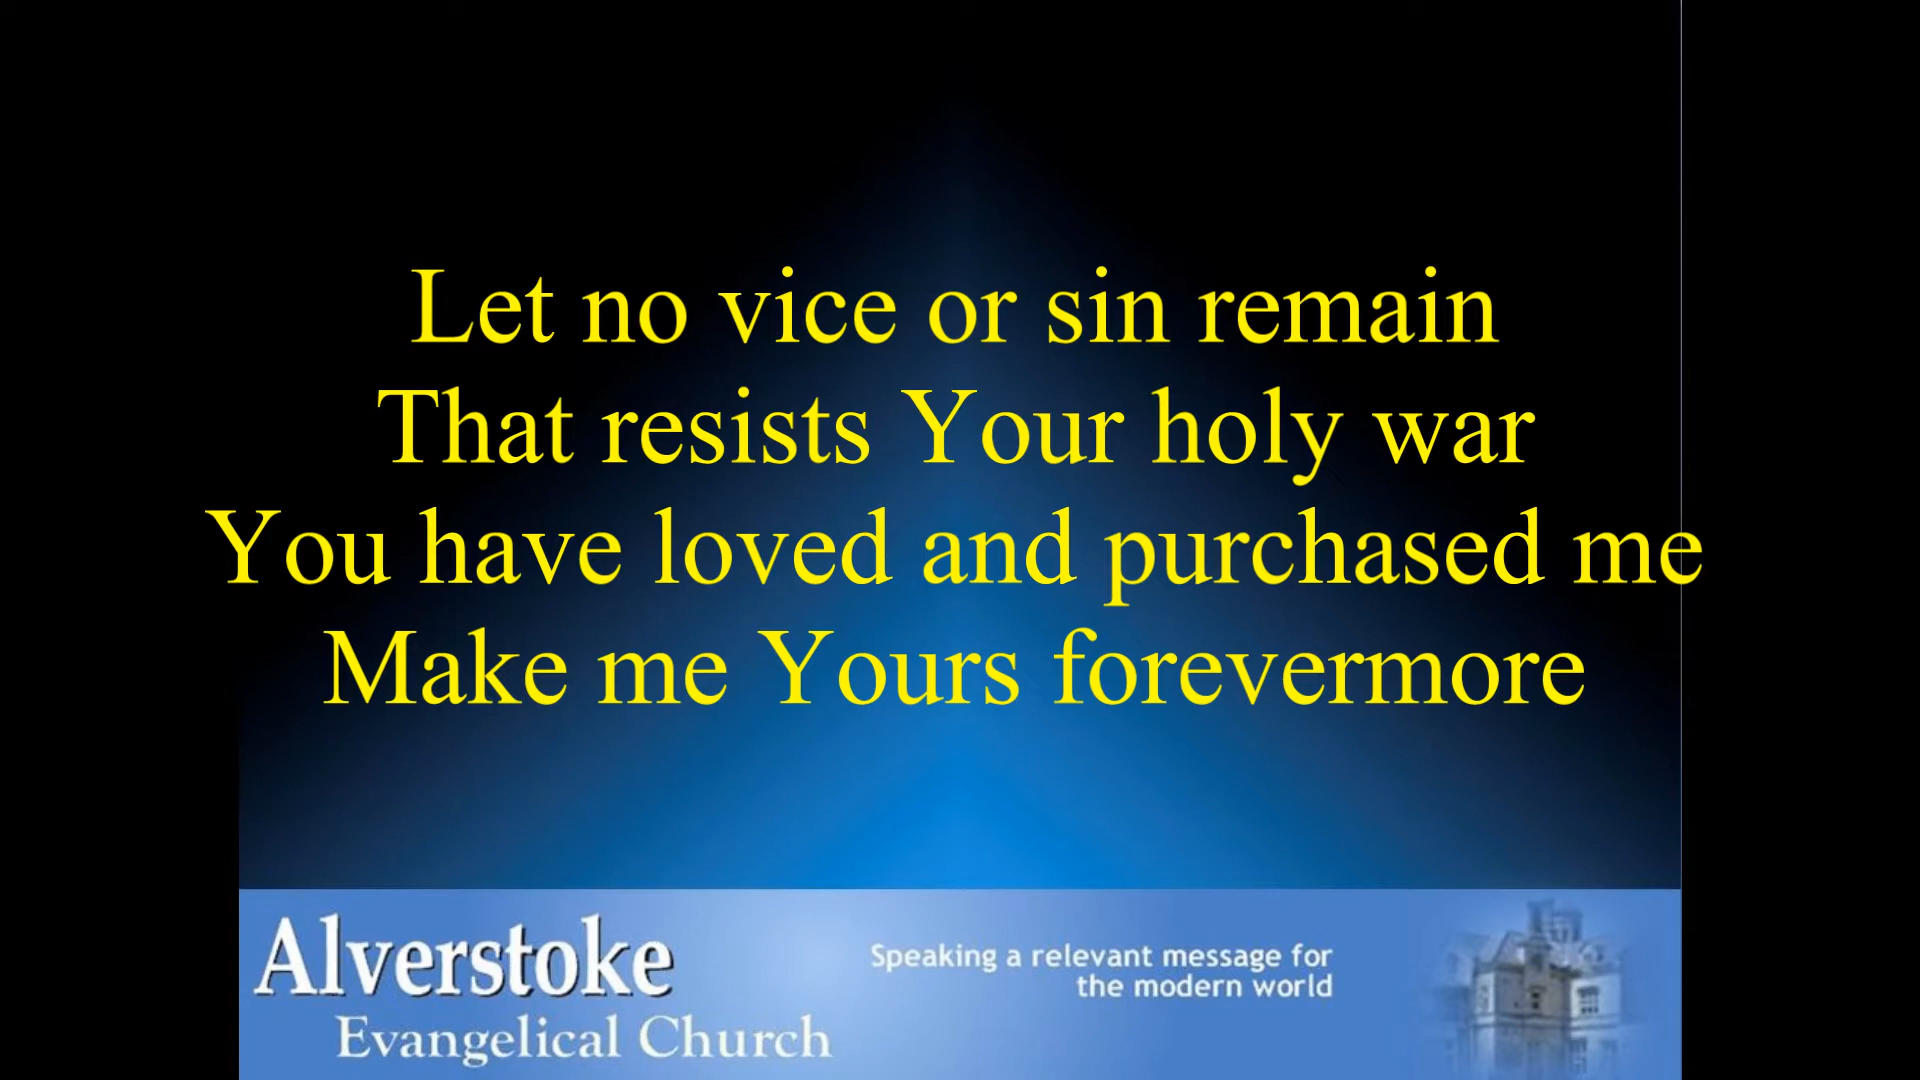 Let no vice or sin remain
That resists Your holy war
You have loved and purchased me
Make me Yours forevermore
Alverstoke
Evangelical Church
Speaking a relevant message for
the modern world